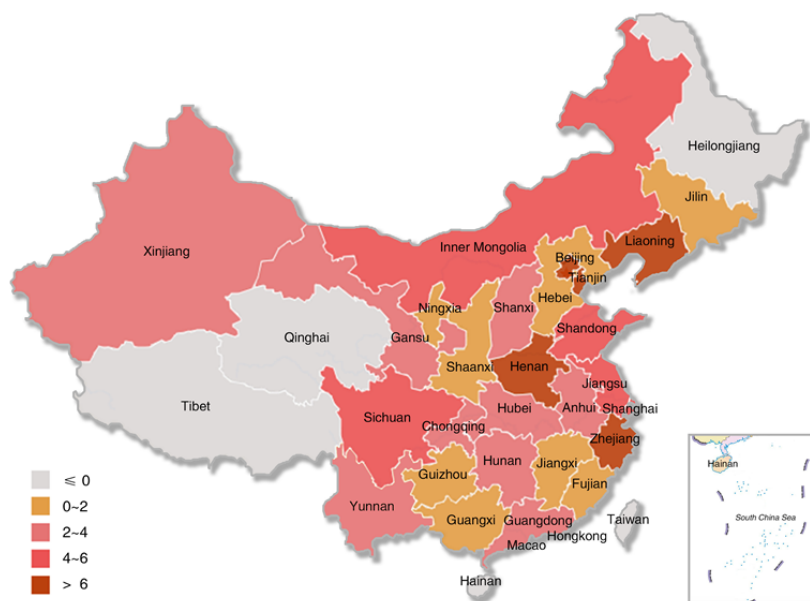 Heilongjiang
Jilin
Liaoning
Inner Mongolia
Beijing
Tianjin
Hebei
Xinjiang
Ningxia
Shanxi
Shandong
Qinghai
Gansu
Shaanxi
Henan
Jiangsu
Tibet
Sichuan
Chongqing
Hubei
Anhui
Shanghai
Zhejiang
Hunan
Jiangxi
Guizhou
Fujian
Yunnan
Guangxi
Guangdong
Hongkong
Macao
Taiwan
Hainan
≤ 0
0~2
2~4
4~6
> 6
Hainan
South China Sea